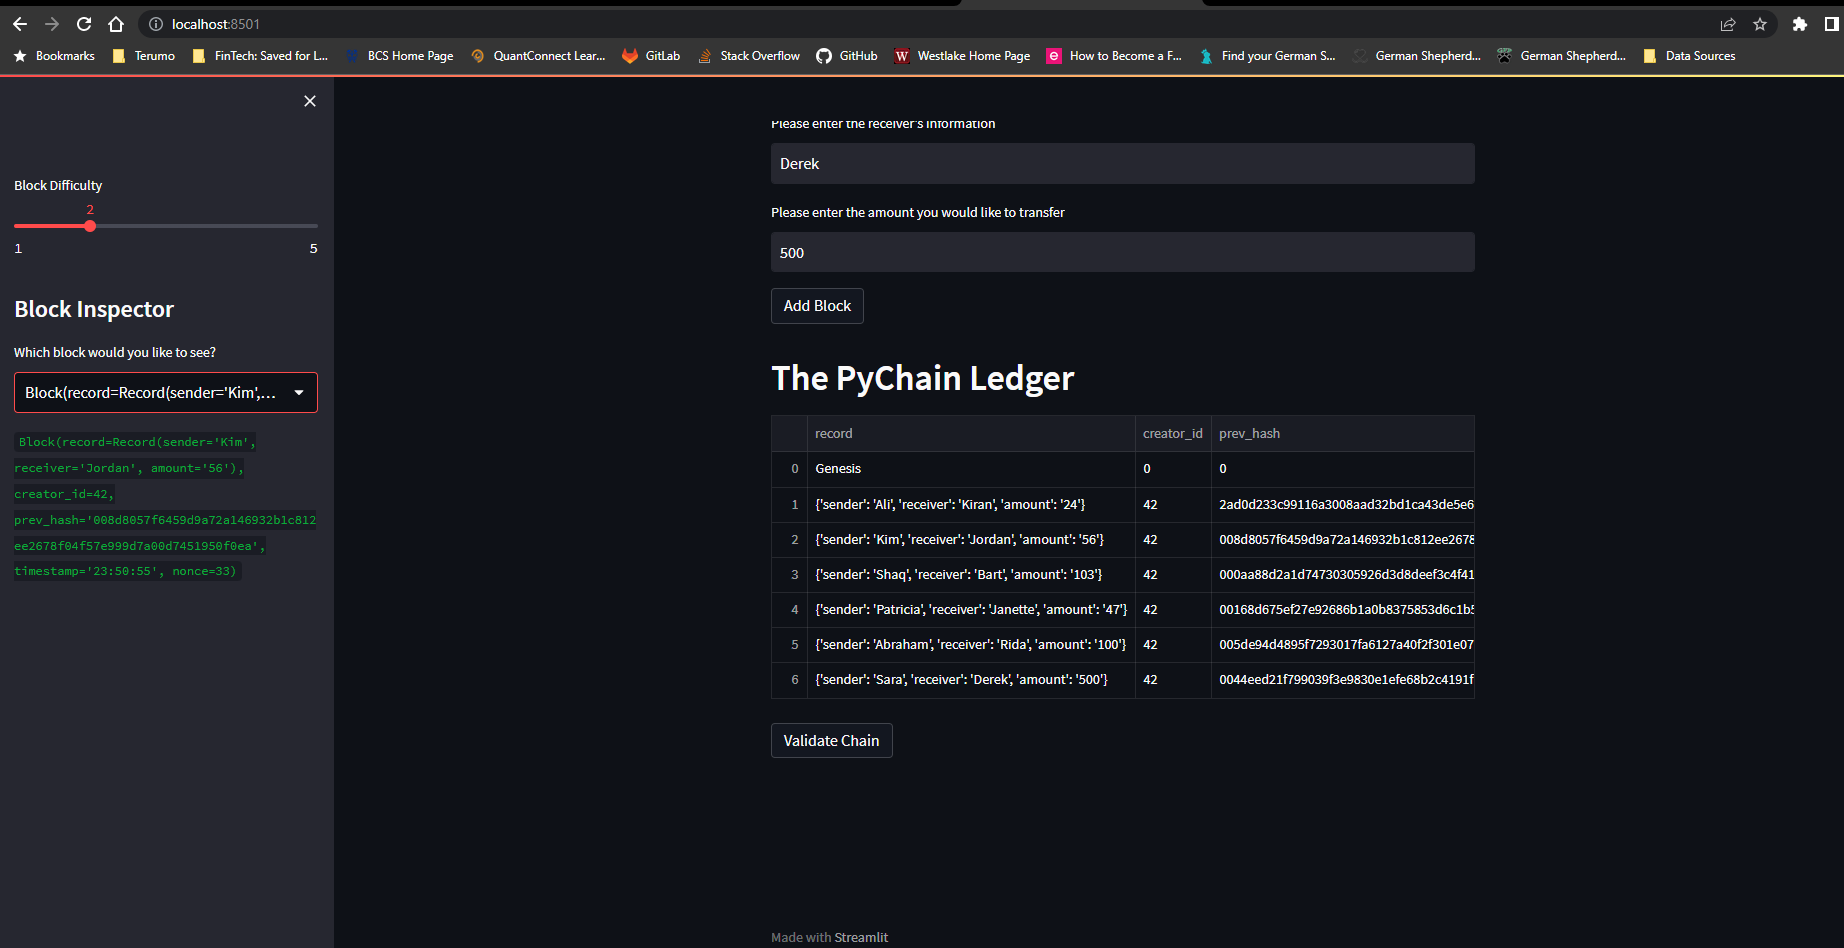 localhost:8501
Bookmarks Terumo FinTech: Saved for L... BCS Home Page QuantConnect Lear... GitLab Stack Overflow GitHub Westlake Home Page How to Become a F... Find your German S... German Shepherd... German Shepherd... Data Sources
Block Difficulty
2
1 5
Block Inspector
Which block would you like to see?
Block(record=Record(sender='Kim',...
Block(record=Record(sender='Kim',
receiver='Jordan', amount='56'),
creator_id=42,
prev_hash='008d8057f6459d9a72a146932b1c812
ee2678f04f57e999d7a00d7451950f0ea',
timestamp='23:50:55', nonce=33)
Please enter the receiver's information
Derek
Please enter the amount you would like to transfer
500
Add Block
The PyChain Ledger
record creator_id prev_hash
0 Genesis 0 0
1 {'sender': 'Ali', 'receiver': 'Kiran', 'amount': '24'} 42 2ad0d233c99116a3008aad32bd1ca43de5e6
2 {'sender': 'Kim', 'receiver': 'Jordan', 'amount': '56'} 42 008d8057f6459d9a72a146932b1c812ee2678
3 {'sender': 'Shaq', 'receiver': 'Bart', 'amount': '103'} 42 000aa88d2a1d74730305926d3d8deef3c4f41
4 {'sender': 'Patricia', 'receiver': 'Janette', 'amount': '47'} 42 00168d675ef27e92686b1a0b8375853d6c1b5
5 {'sender': 'Abraham', 'receiver': 'Rida', 'amount': '100'} 42 005de94d4895f7293017fa6127a40f2f301e07
6 {'sender': 'Sara', 'receiver': 'Derek', 'amount': '500'} 42 0044eed21f799039f3e9830e1efe68b2c4191f
Validate Chain
Made with Streamlit